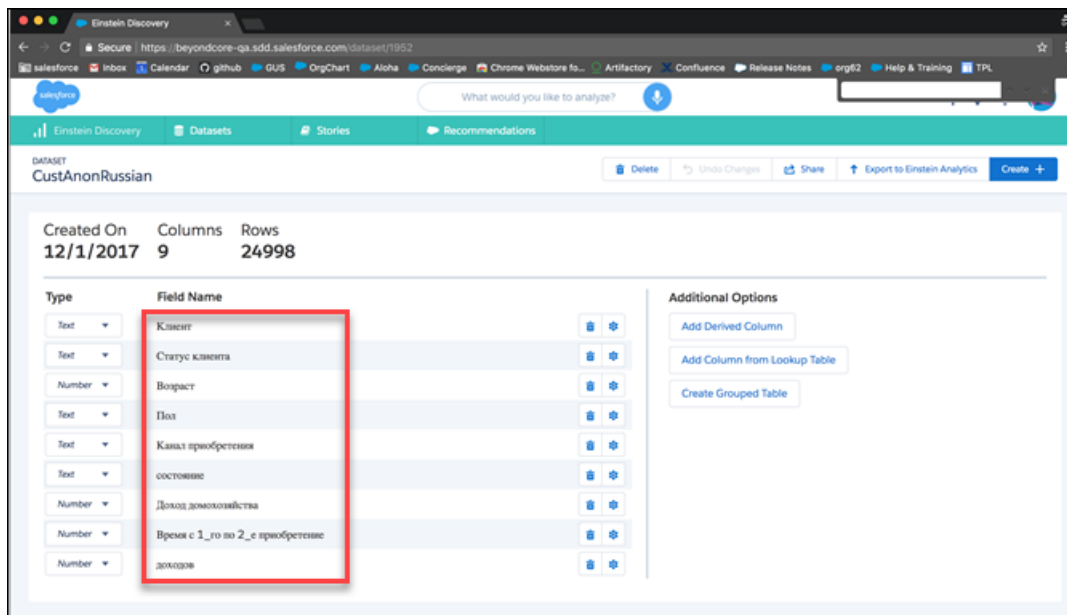 Einstein Discovery ×
Secure https://beyondcore-qa.sdd.salesforce.com/dataset/1952
salesforce Inbox Calendar github GUS OrgChart Aloha Concierge Chrome Webstore fo... Artifactory Confluence Release Notes org62 Help & Training TPL
salesforce What would you like to analyze?
Einstein Discovery Datasets Stories Recommendations
DATASET
CustAnonRussian Delete Undo Changes Share Export to Einstein Analytics Create +
Created On Columns Rows
12/1/2017 9 24998
Type Field Name Additional Options
Text Клиент Add Derived Column
Text Статус клиента Add Column from Lookup Table
Number Возраст Create Grouped Table
Text Пол
Text Канал приобретения
Text состояние
Number Доход домохозяйства
Number Время с 1_го по 2_е приобретение
Number доходов